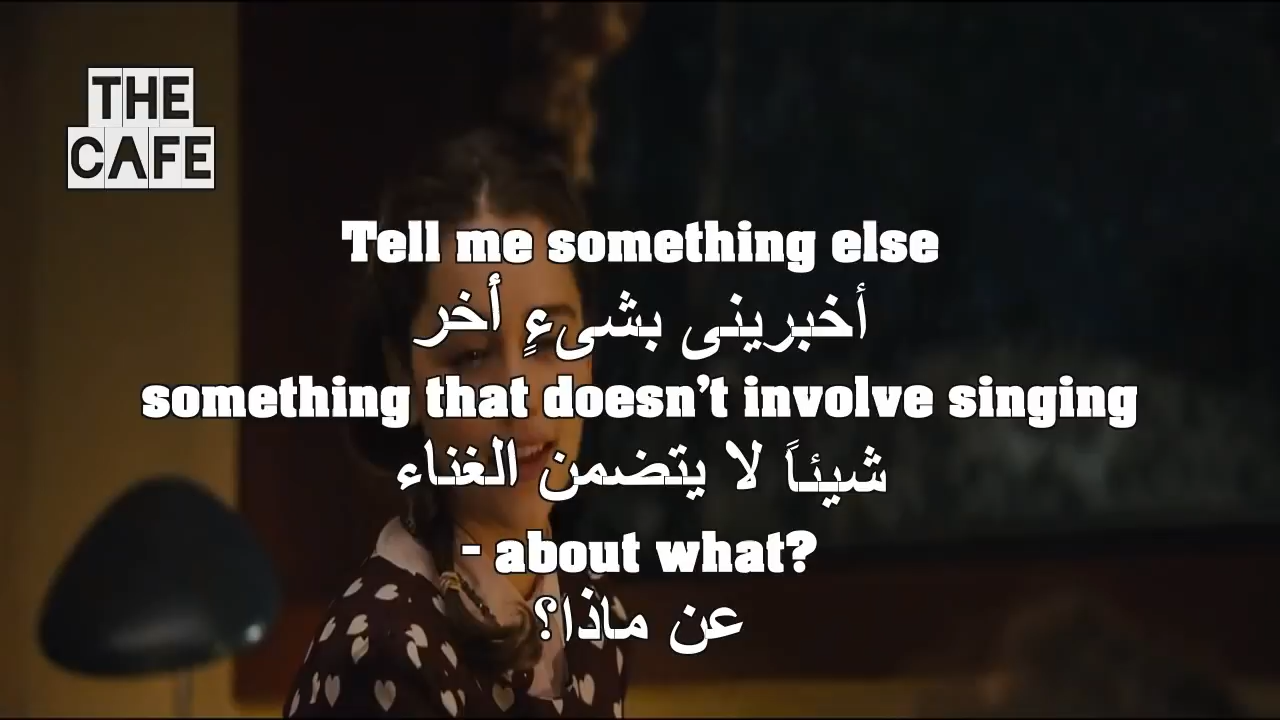 THE
CAFE
Tell me something else
أخبرينى بشىءٍ أخر
something that doesn't involve singing
شيئاً لا يتضمن الغناء
- about what?
عن ماذا؟